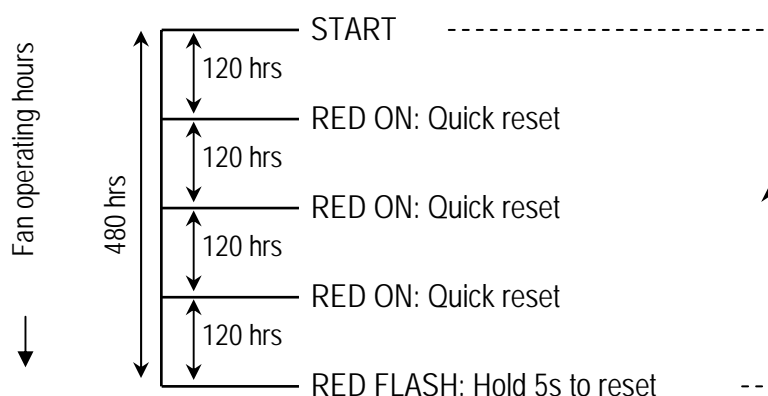 START
120 hrs
RED ON: Quick reset
120 hrs
RED ON: Quick reset
120 hrs
RED ON: Quick reset
120 hrs
RED FLASH: Hold 5s to reset
480 hrs
Fan operating hours